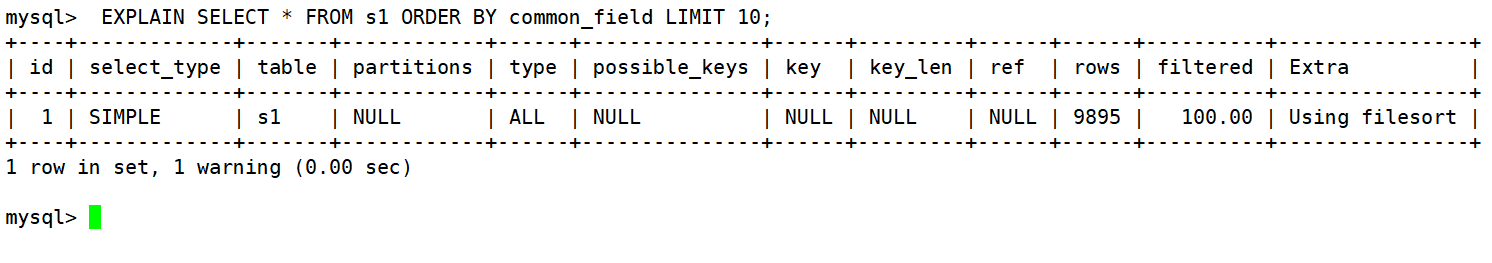 mysql>  EXPLAIN SELECT * FROM s1 ORDER BY common_field LIMIT 10;
+----+-------------+-------+------------+------+---------------+------+---------+------+------+----------+----------------+
| id | select_type | table | partitions | type | possible_keys | key  | key_len | ref  | rows | filtered | Extra          |
+----+-------------+-------+------------+------+---------------+------+---------+------+------+----------+----------------+
|  1 | SIMPLE      | s1    | NULL       | ALL  | NULL          | NULL | NULL    | NULL | 9895 |   100.00 | Using filesort |
+----+-------------+-------+------------+------+---------------+------+---------+------+------+----------+----------------+
1 row in set, 1 warning (0.00 sec)
mysql>